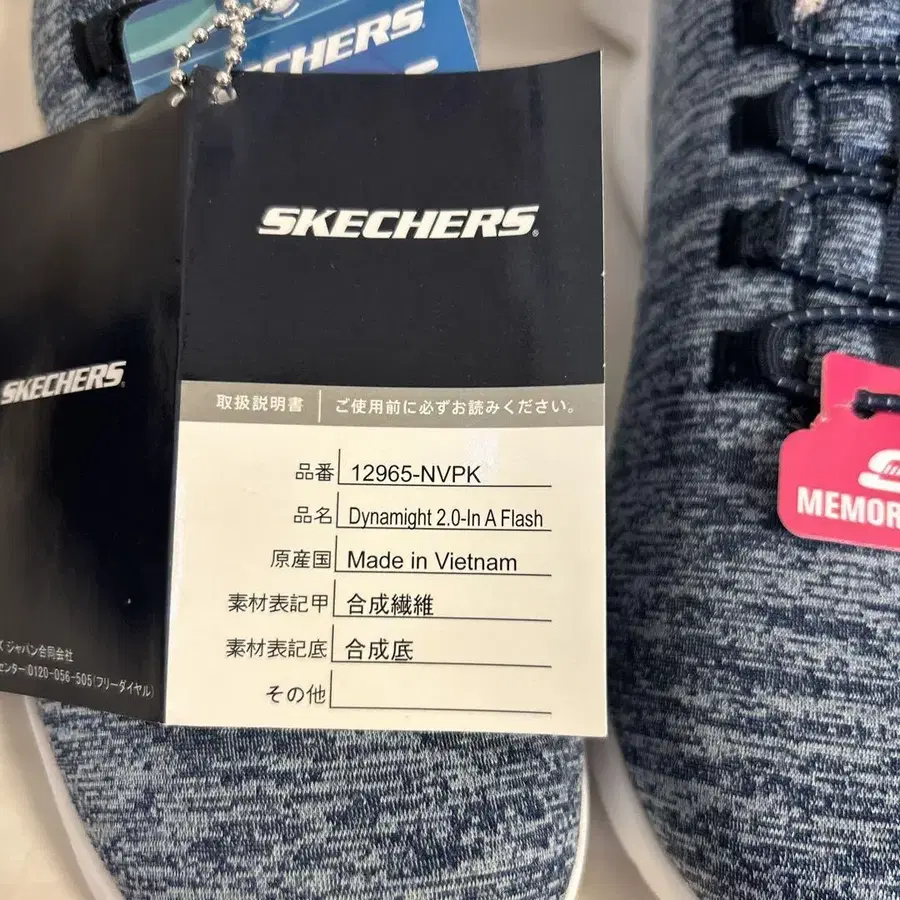 SKECHERS
SKECHERS
SKECHERS
取扱説明書 ご使用前に必ずお読みください。
品番 12965-NVPK
品名 Dynamight 2.0-In A Flash
原産国 Made in Vietnam
素材表記甲 合成繊維
素材表記底 合成底
その他
ズ ジャパン合同会社
センター:0120-056-505(フリーダイヤル)
MEMOR